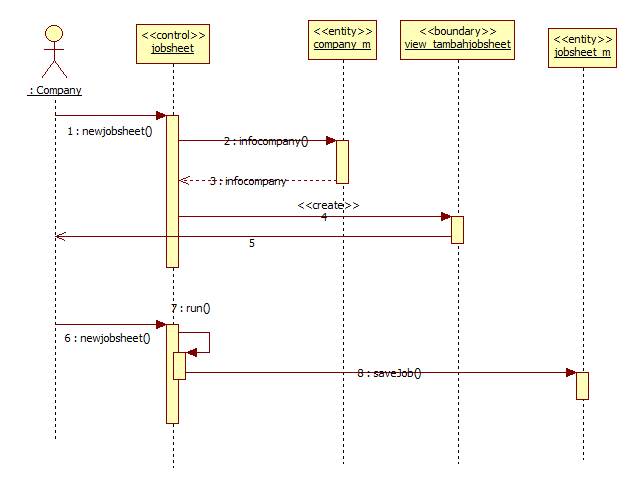 <<control>>
jobsheet
<<entity>>
company_m
<<boundary>>
view_tambahjobsheet
<<entity>>
jobsheet_m
: Company
1 : newjobsheet()
2 : infocompany()
3 : infocompany
<<create>>
4
5
7 : run()
6 : newjobsheet()
8 : saveJob()